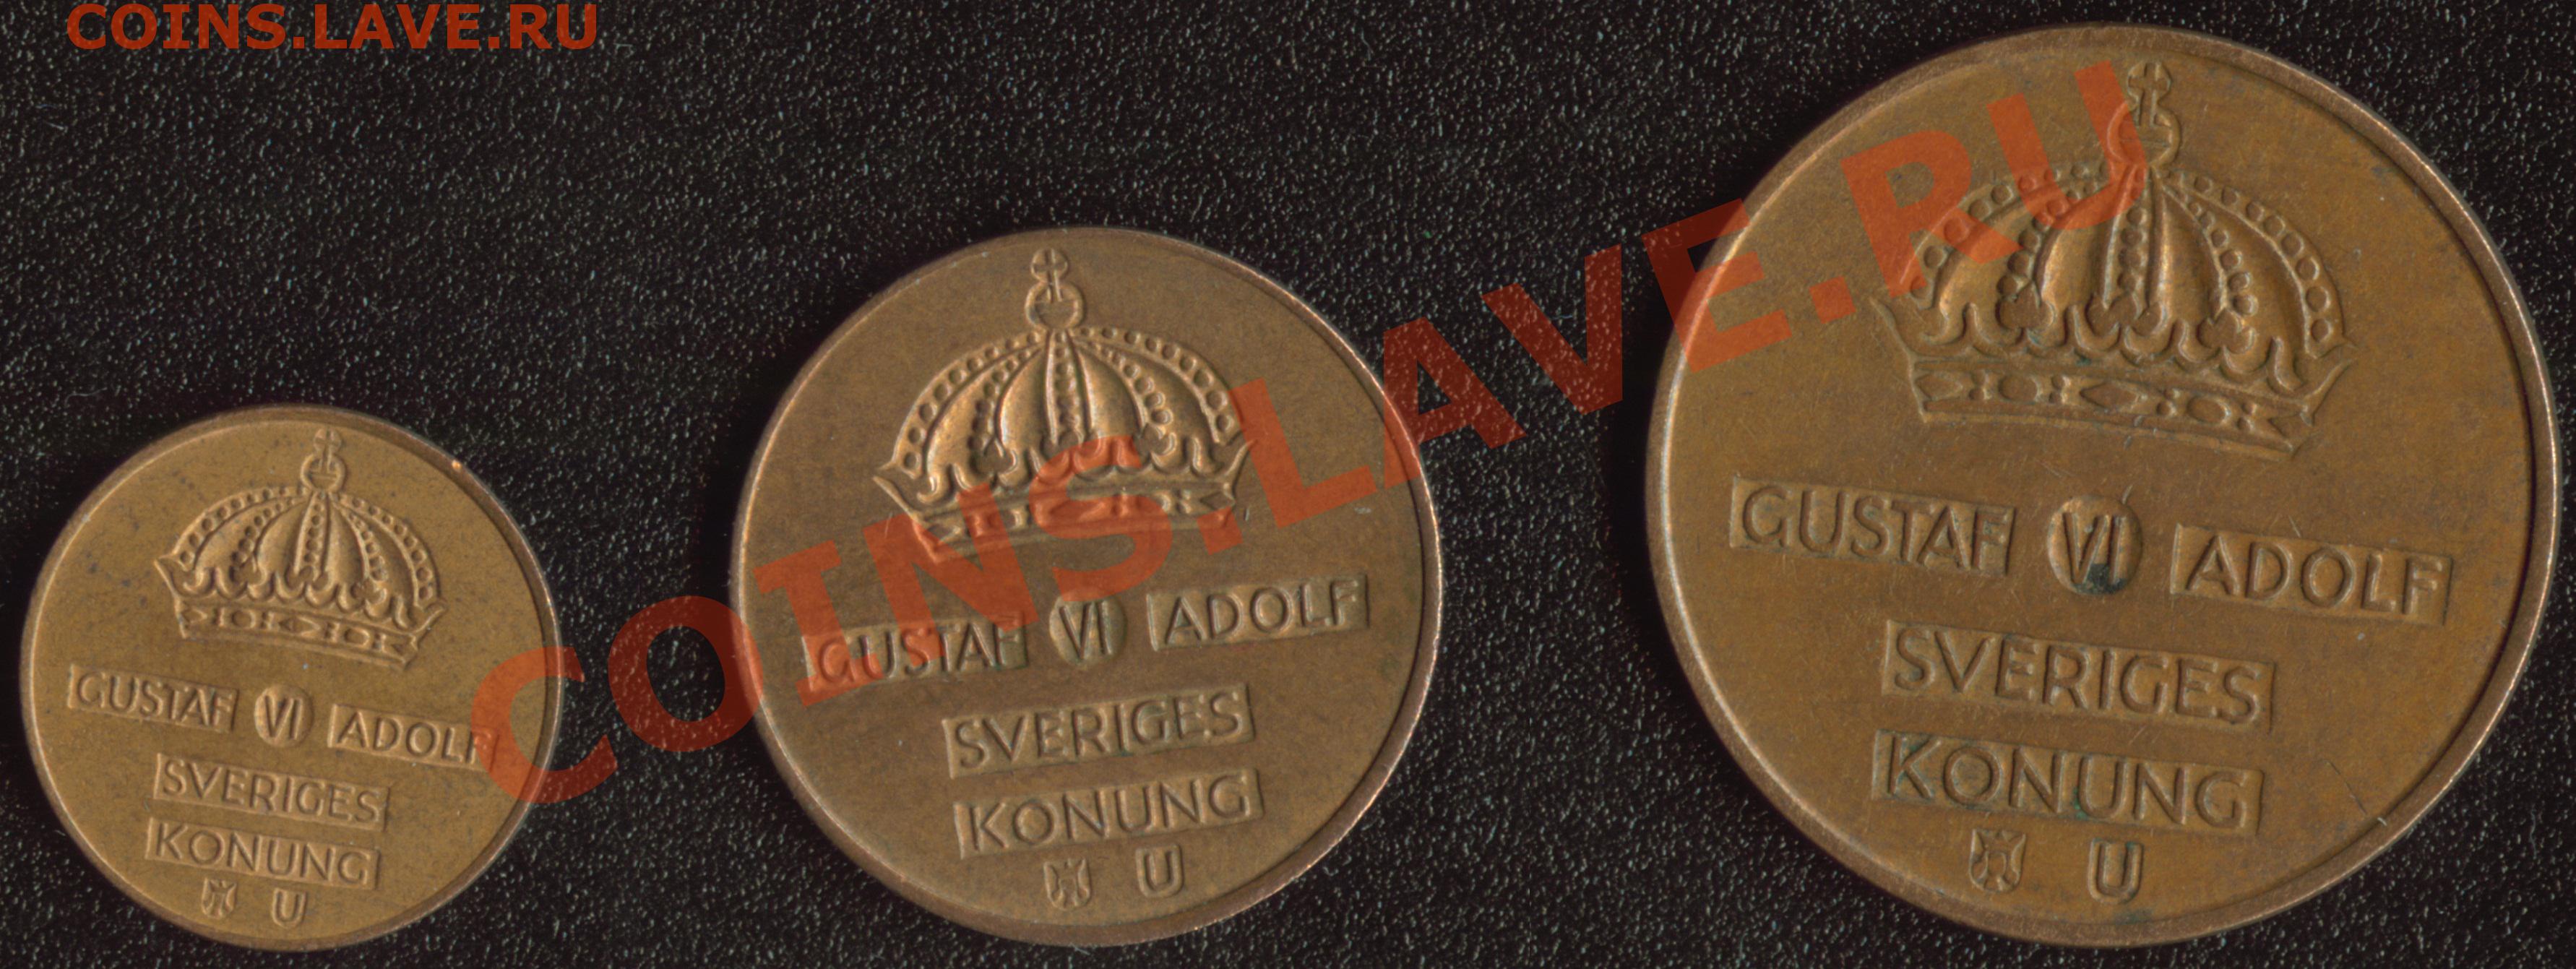 COINS.LAVE.RU
COINS.LAVE.RU
GUSTAF VI ADOLF
SVERIGES
KONUNG
U
GUSTAF VI ADOLF
SVERIGES
KONUNG
U
GUSTAF VI ADOLF
SVERIGES
KONUNG
U